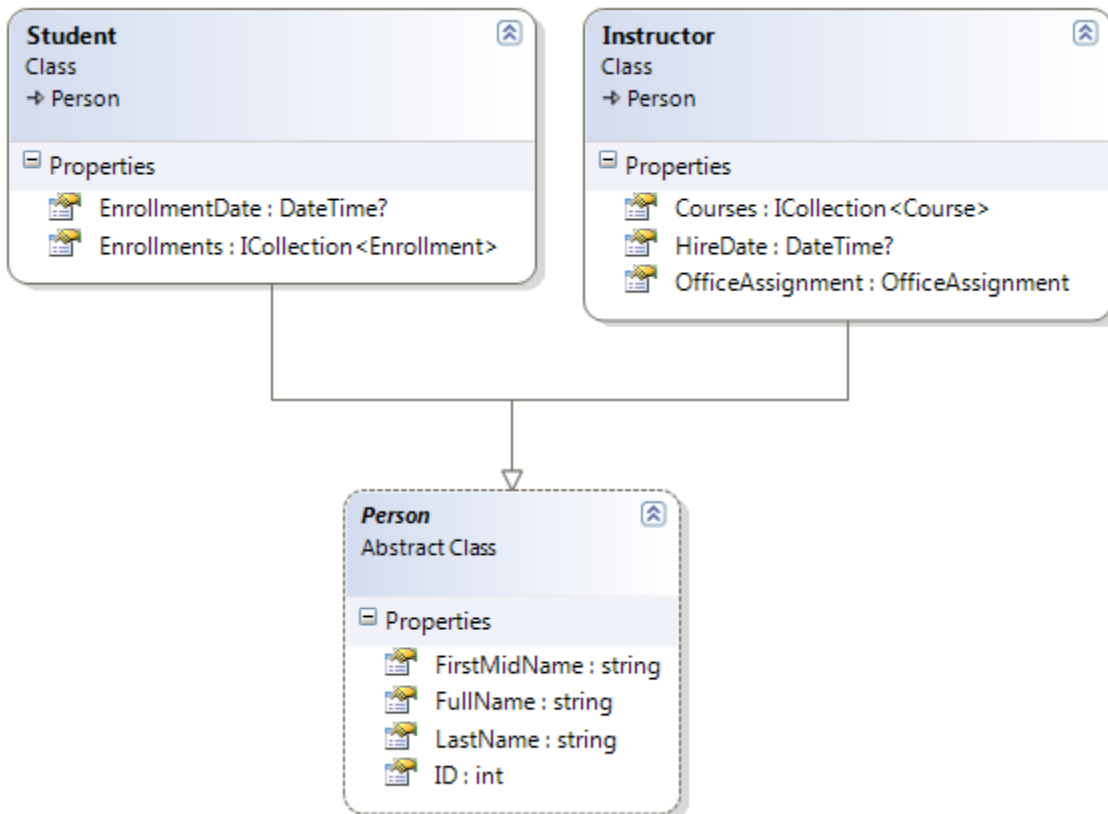 Student
Class
Person
Properties
EnrollmentDate : DateTime?
Enrollments : ICollection<Enrollment>
Instructor
Class
Person
Properties
Courses : ICollection<Course>
HireDate : DateTime?
OfficeAssignment : OfficeAssignment
Person
Abstract Class
Properties
FirstMidName : string
FullName : string
LastName : string
ID : int